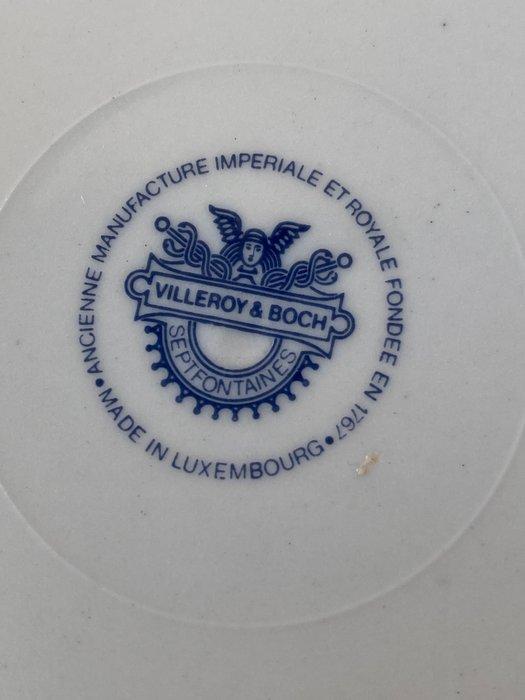 ANCIENNE MANUFACTURE IMPERIALE ET ROYALE FONDEE EN 1767
VILLEROY & BOCH
SEPTFONTAINES
• MADE IN LUXEMBOURG •